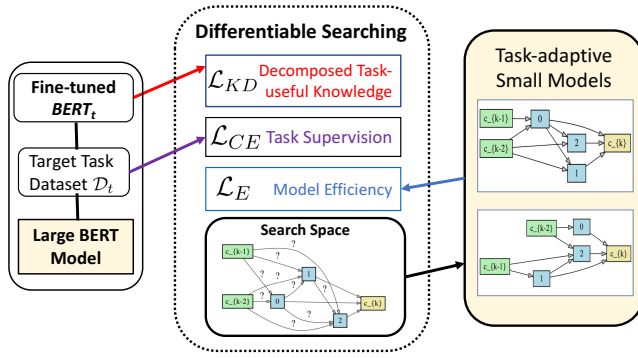 Differentiable Searching
Fine-tuned
BERT_t
Target Task
Dataset 𝒟_t
Large BERT
Model
ℒ_KD Decomposed Task-
useful Knowledge
ℒ_CE Task Supervision
ℒ_E Model Efficiency
Search Space
c_{k-1}
c_{k-2}
0
1
2
c_{k}
? ? ? ? ? ? ? ? ?
Task-adaptive
Small Models
c_{k-1}
c_{k-2}
0
2
1
c_{k}
c_{k-2}
0
c_{k-1}
2
1
c_{k}